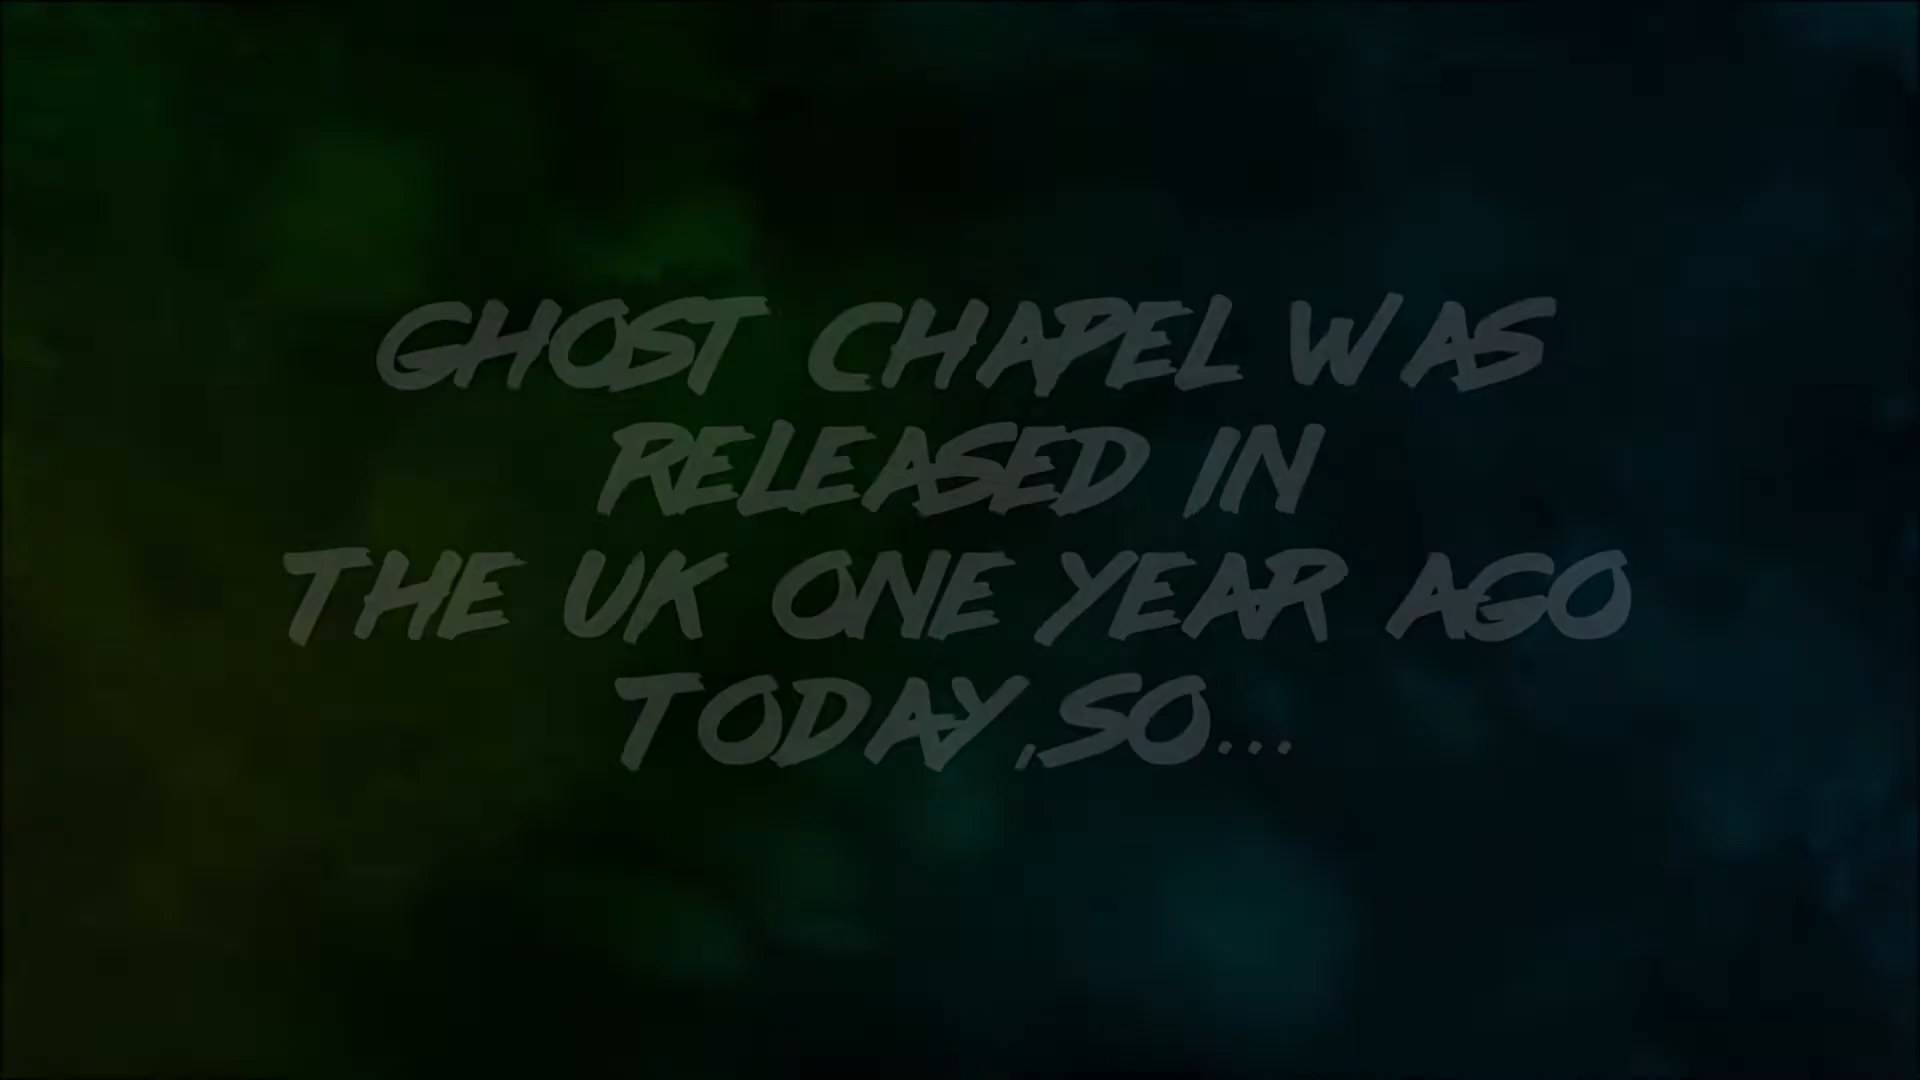 GHOST CHAPEL WAS
RELEASED IN
THE UK ONE YEAR AGO
TODAY,SO...